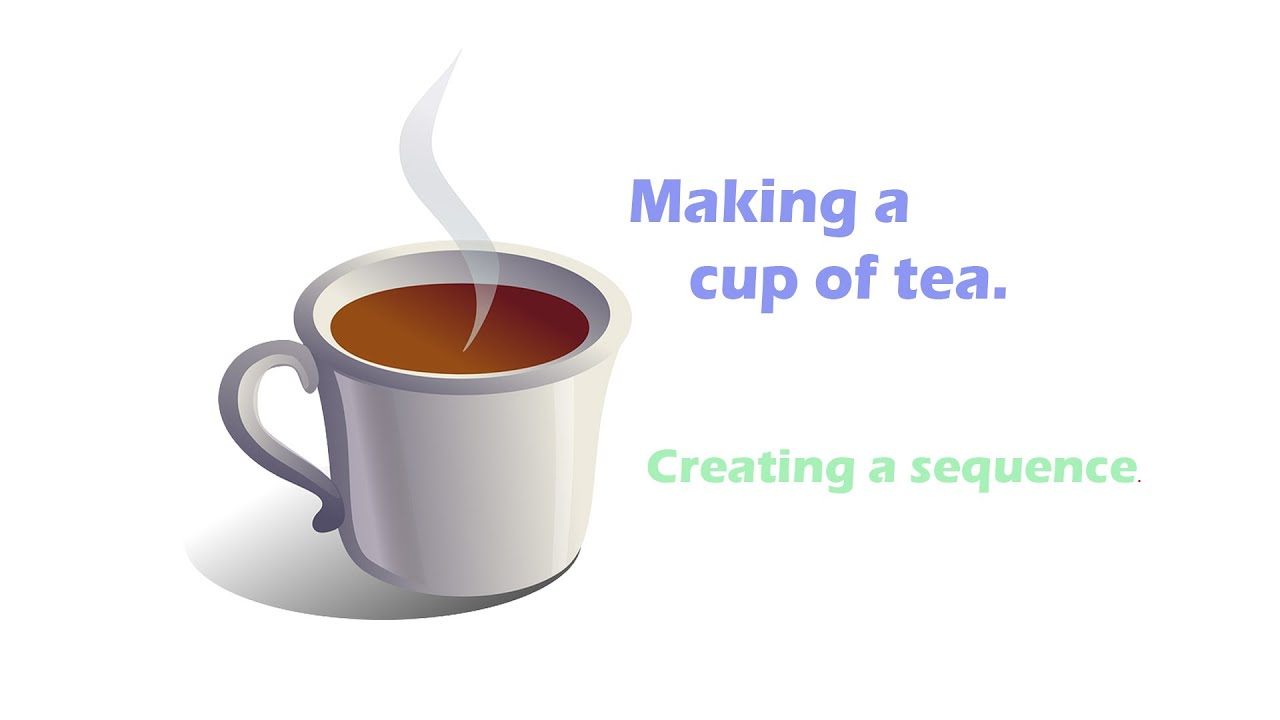 Making a
cup of tea.
Creating a sequence.